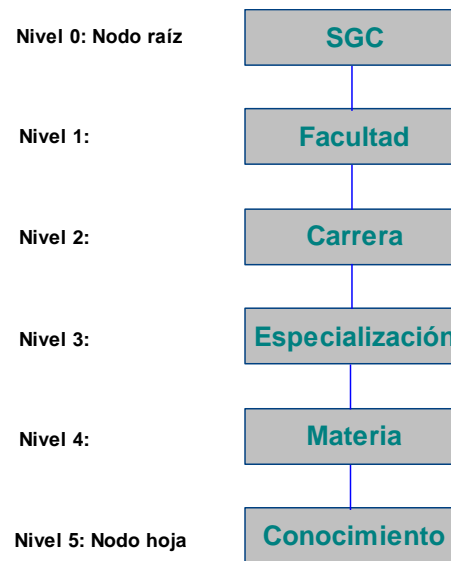 Nivel 0: Nodo raíz
SGC
Nivel 1:
Facultad
Nivel 2:
Carrera
Nivel 3:
Especialización
Nivel 4:
Materia
Nivel 5: Nodo hoja
Conocimiento